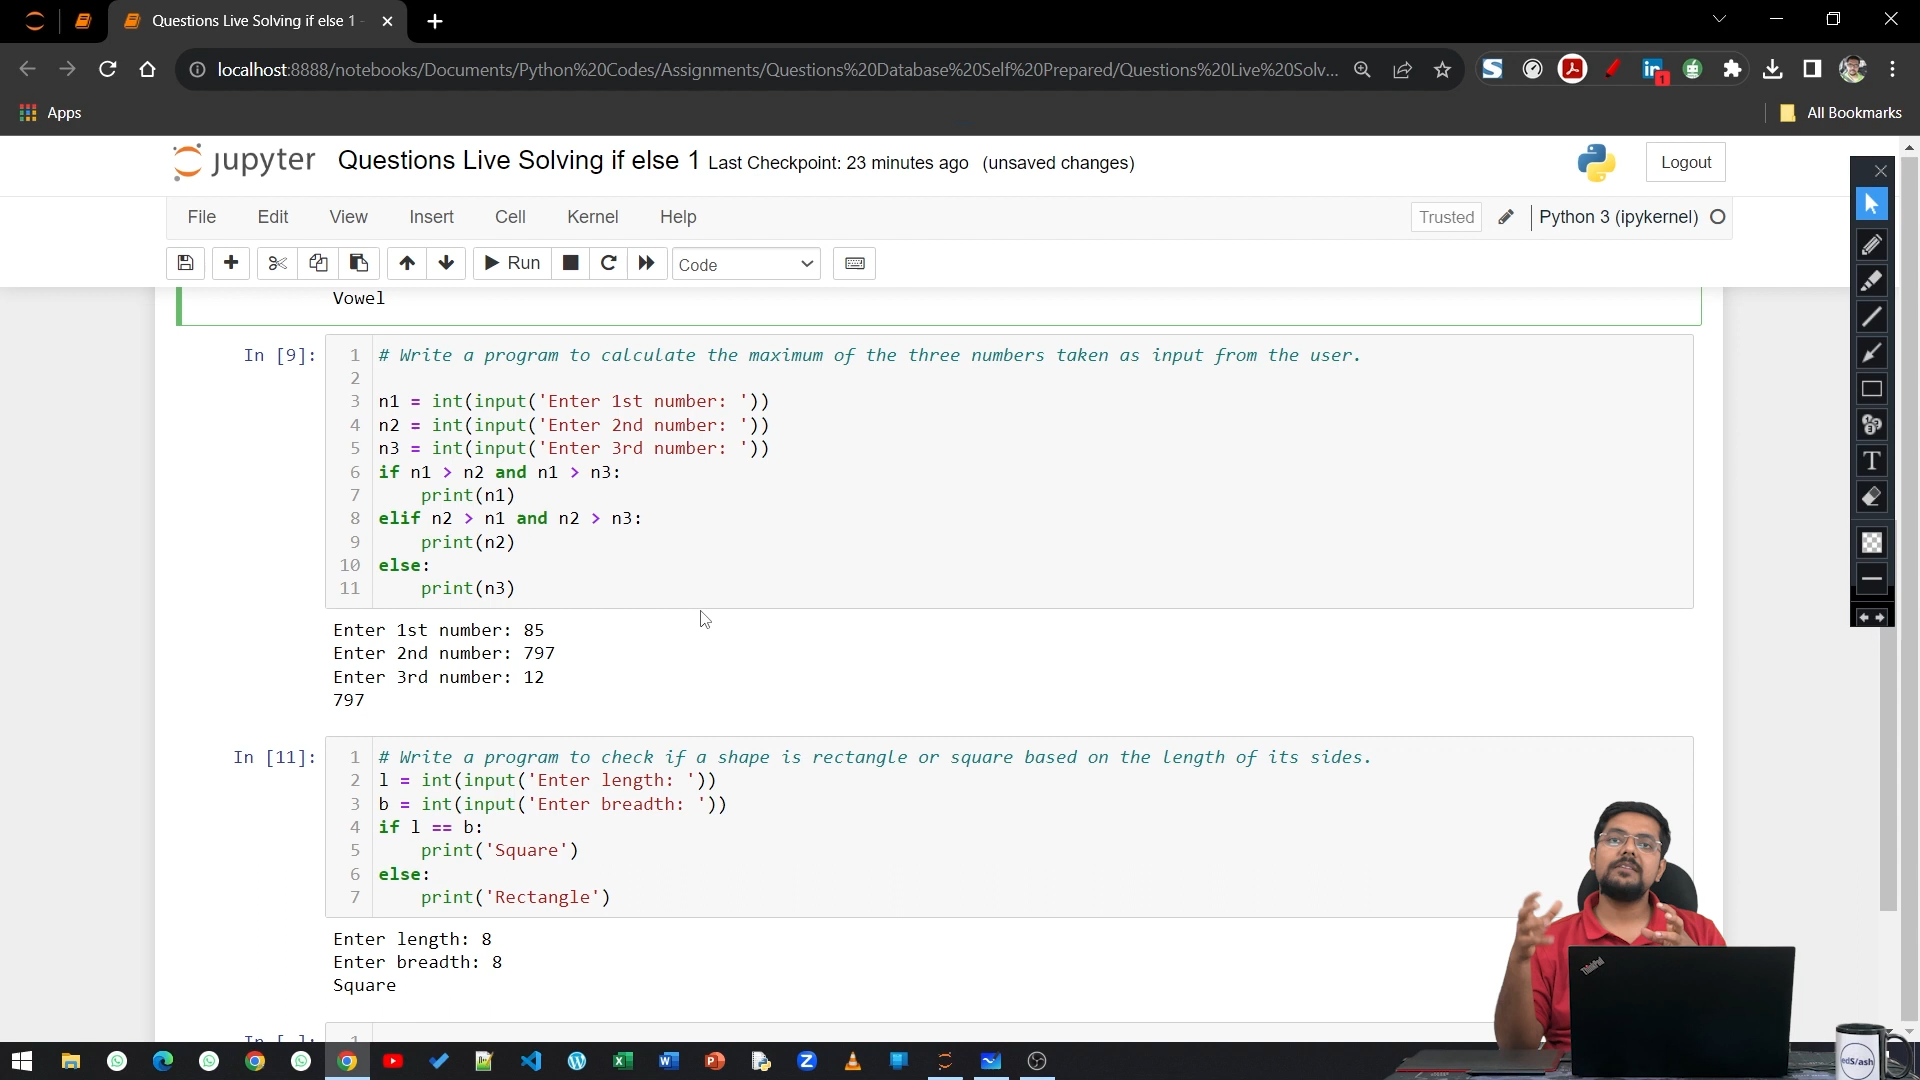 Questions Live Solving if else 1 -
localhost:8888/notebooks/Documents/Python%20Codes/Assignments/Questions%20Database%20Self%20Prepared/Questions%20Live%20Solv...
1
Apps
All Bookmarks
jupyter Questions Live Solving if else 1 Last Checkpoint: 23 minutes ago (unsaved changes)
Logout
File Edit View Insert Cell Kernel Help
Trusted
Python 3 (ipykernel)
Run
Code
Vowel
In [9]:
1 # Write a program to calculate the maximum of the three numbers taken as input from the user.
2
3 n1 = int(input('Enter 1st number: '))
4 n2 = int(input('Enter 2nd number: '))
5 n3 = int(input('Enter 3rd number: '))
6 if n1 > n2 and n1 > n3:
7     print(n1)
8 elif n2 > n1 and n2 > n3:
9     print(n2)
10 else:
11     print(n3)
Enter 1st number: 85
Enter 2nd number: 797
Enter 3rd number: 12
797
In [11]:
1 # Write a program to check if a shape is rectangle or square based on the length of its sides.
2 l = int(input('Enter length: '))
3 b = int(input('Enter breadth: '))
4 if l == b:
5     print('Square')
6 else:
7     print('Rectangle')
Enter length: 8
Enter breadth: 8
Square
In [ ]:
1
ThinkPad
edS/ash